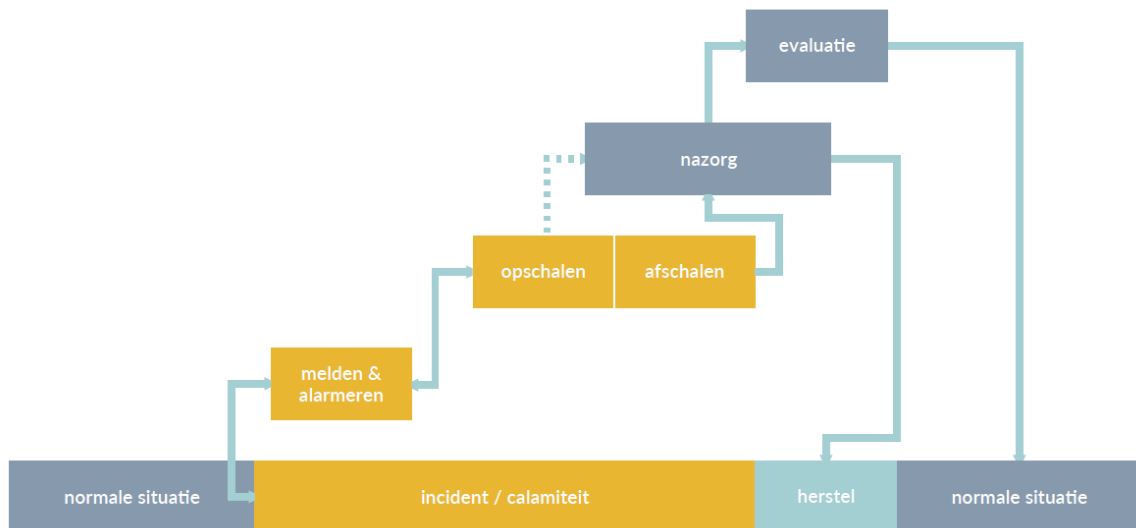 evaluatie
nazorg
opschalen
afschalen
melden &
alarmeren
normale situatie
incident / calamiteit
herstel
normale situatie